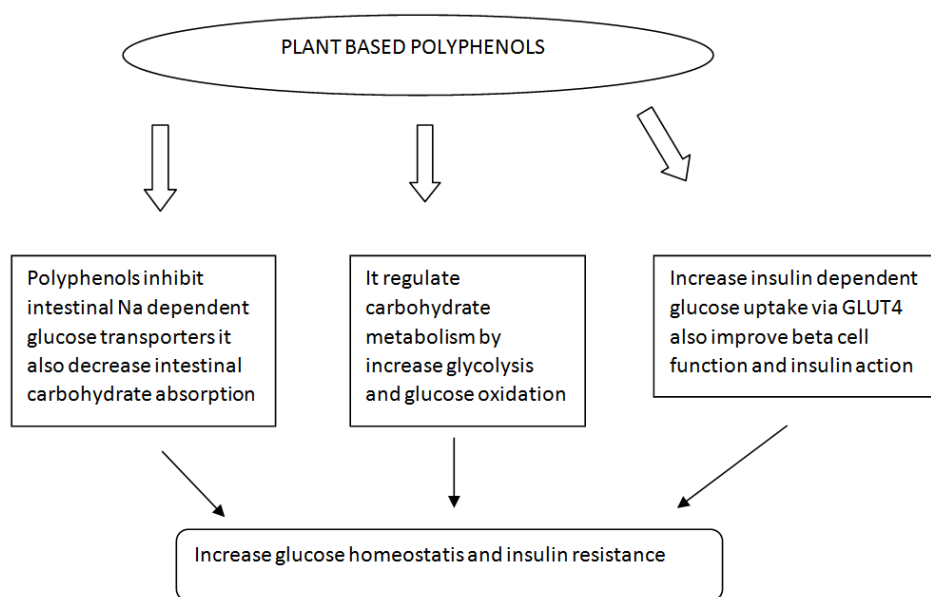 PLANT BASED POLYPHENOLS
Polyphenols inhibit
intestinal Na dependent
glucose transporters it
also decrease intestinal
carbohydrate absorption
It regulate
carbohydrate
metabolism by
increase glycolysis
and glucose oxidation
Increase insulin dependent
glucose uptake via GLUT4
also improve beta cell
function and insulin action
Increase glucose homeostatis and insulin resistance